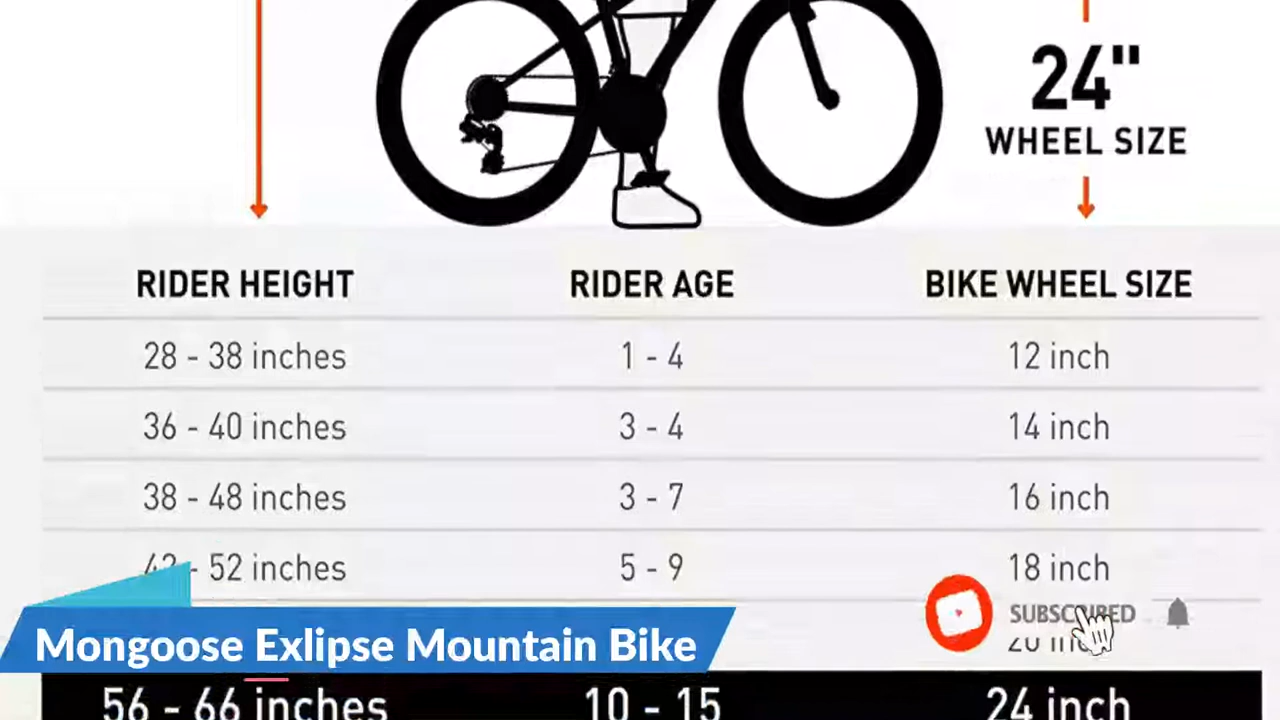 24"
WHEEL SIZE
RIDER HEIGHT RIDER AGE BIKE WHEEL SIZE
28 - 38 inches 1 - 4 12 inch
36 - 40 inches 3 - 4 14 inch
38 - 48 inches 3 - 7 16 inch
- 52 inches 5 - 9 18 inch
SUBSCRIBED
Mongoose Exlipse Mountain Bike
56 - 66 inches 10 - 15 24 inch